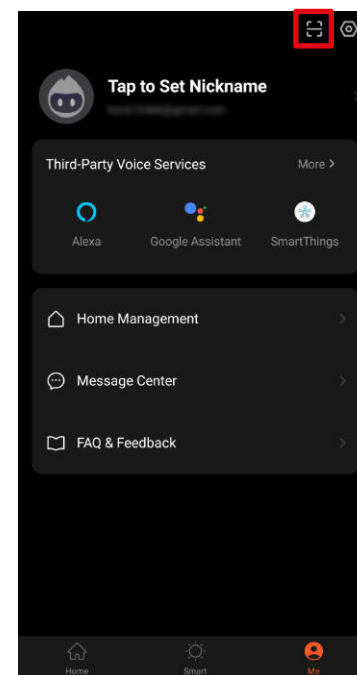 Tap to Set Nickname
Third-Party Voice Services More >
Alexa Google Assistant SmartThings
Home Management
Message Center
FAQ & Feedback
Home Smart Me